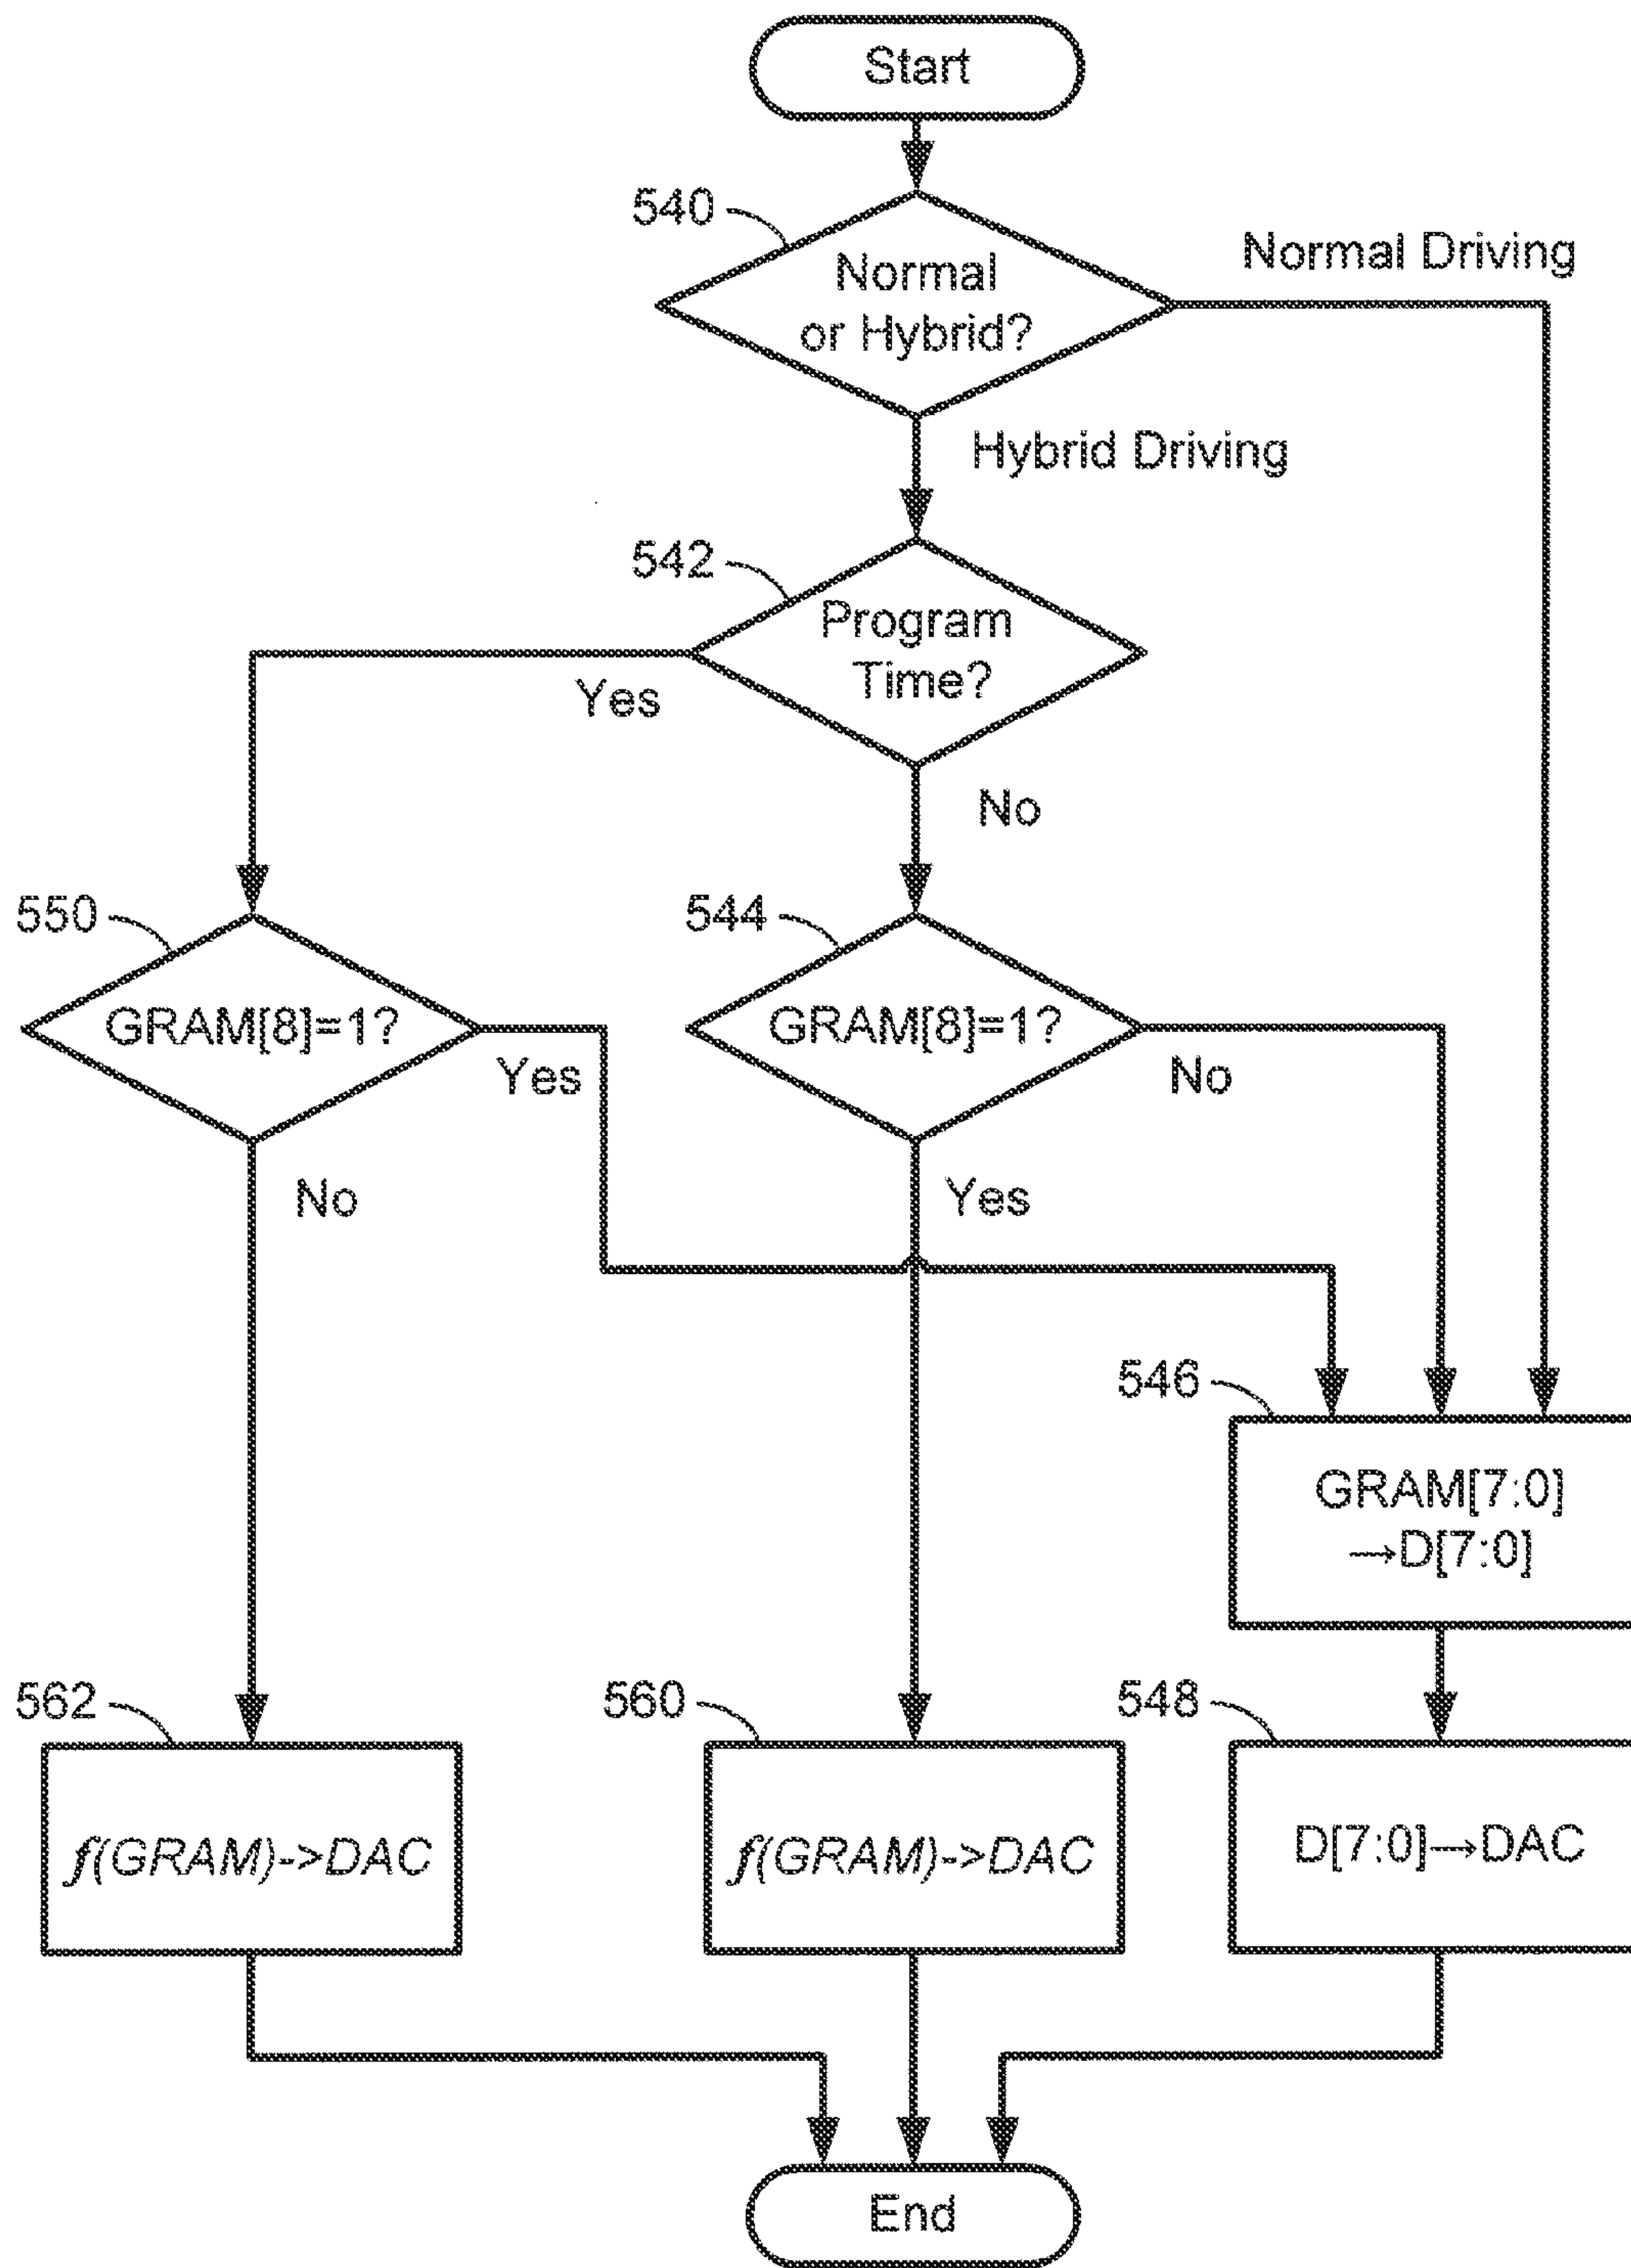 Start
540
Normal
or Hybrid?
Normal Driving
Hybrid Driving
542
Program
Time?
Yes
No
550
GRAM[8]=1?
Yes
No
544
GRAM[8]=1?
No
Yes
546
GRAM[7:0]
→D[7:0]
562
f(GRAM)->DAC
560
f(GRAM)->DAC
548
D[7:0]→DAC
End